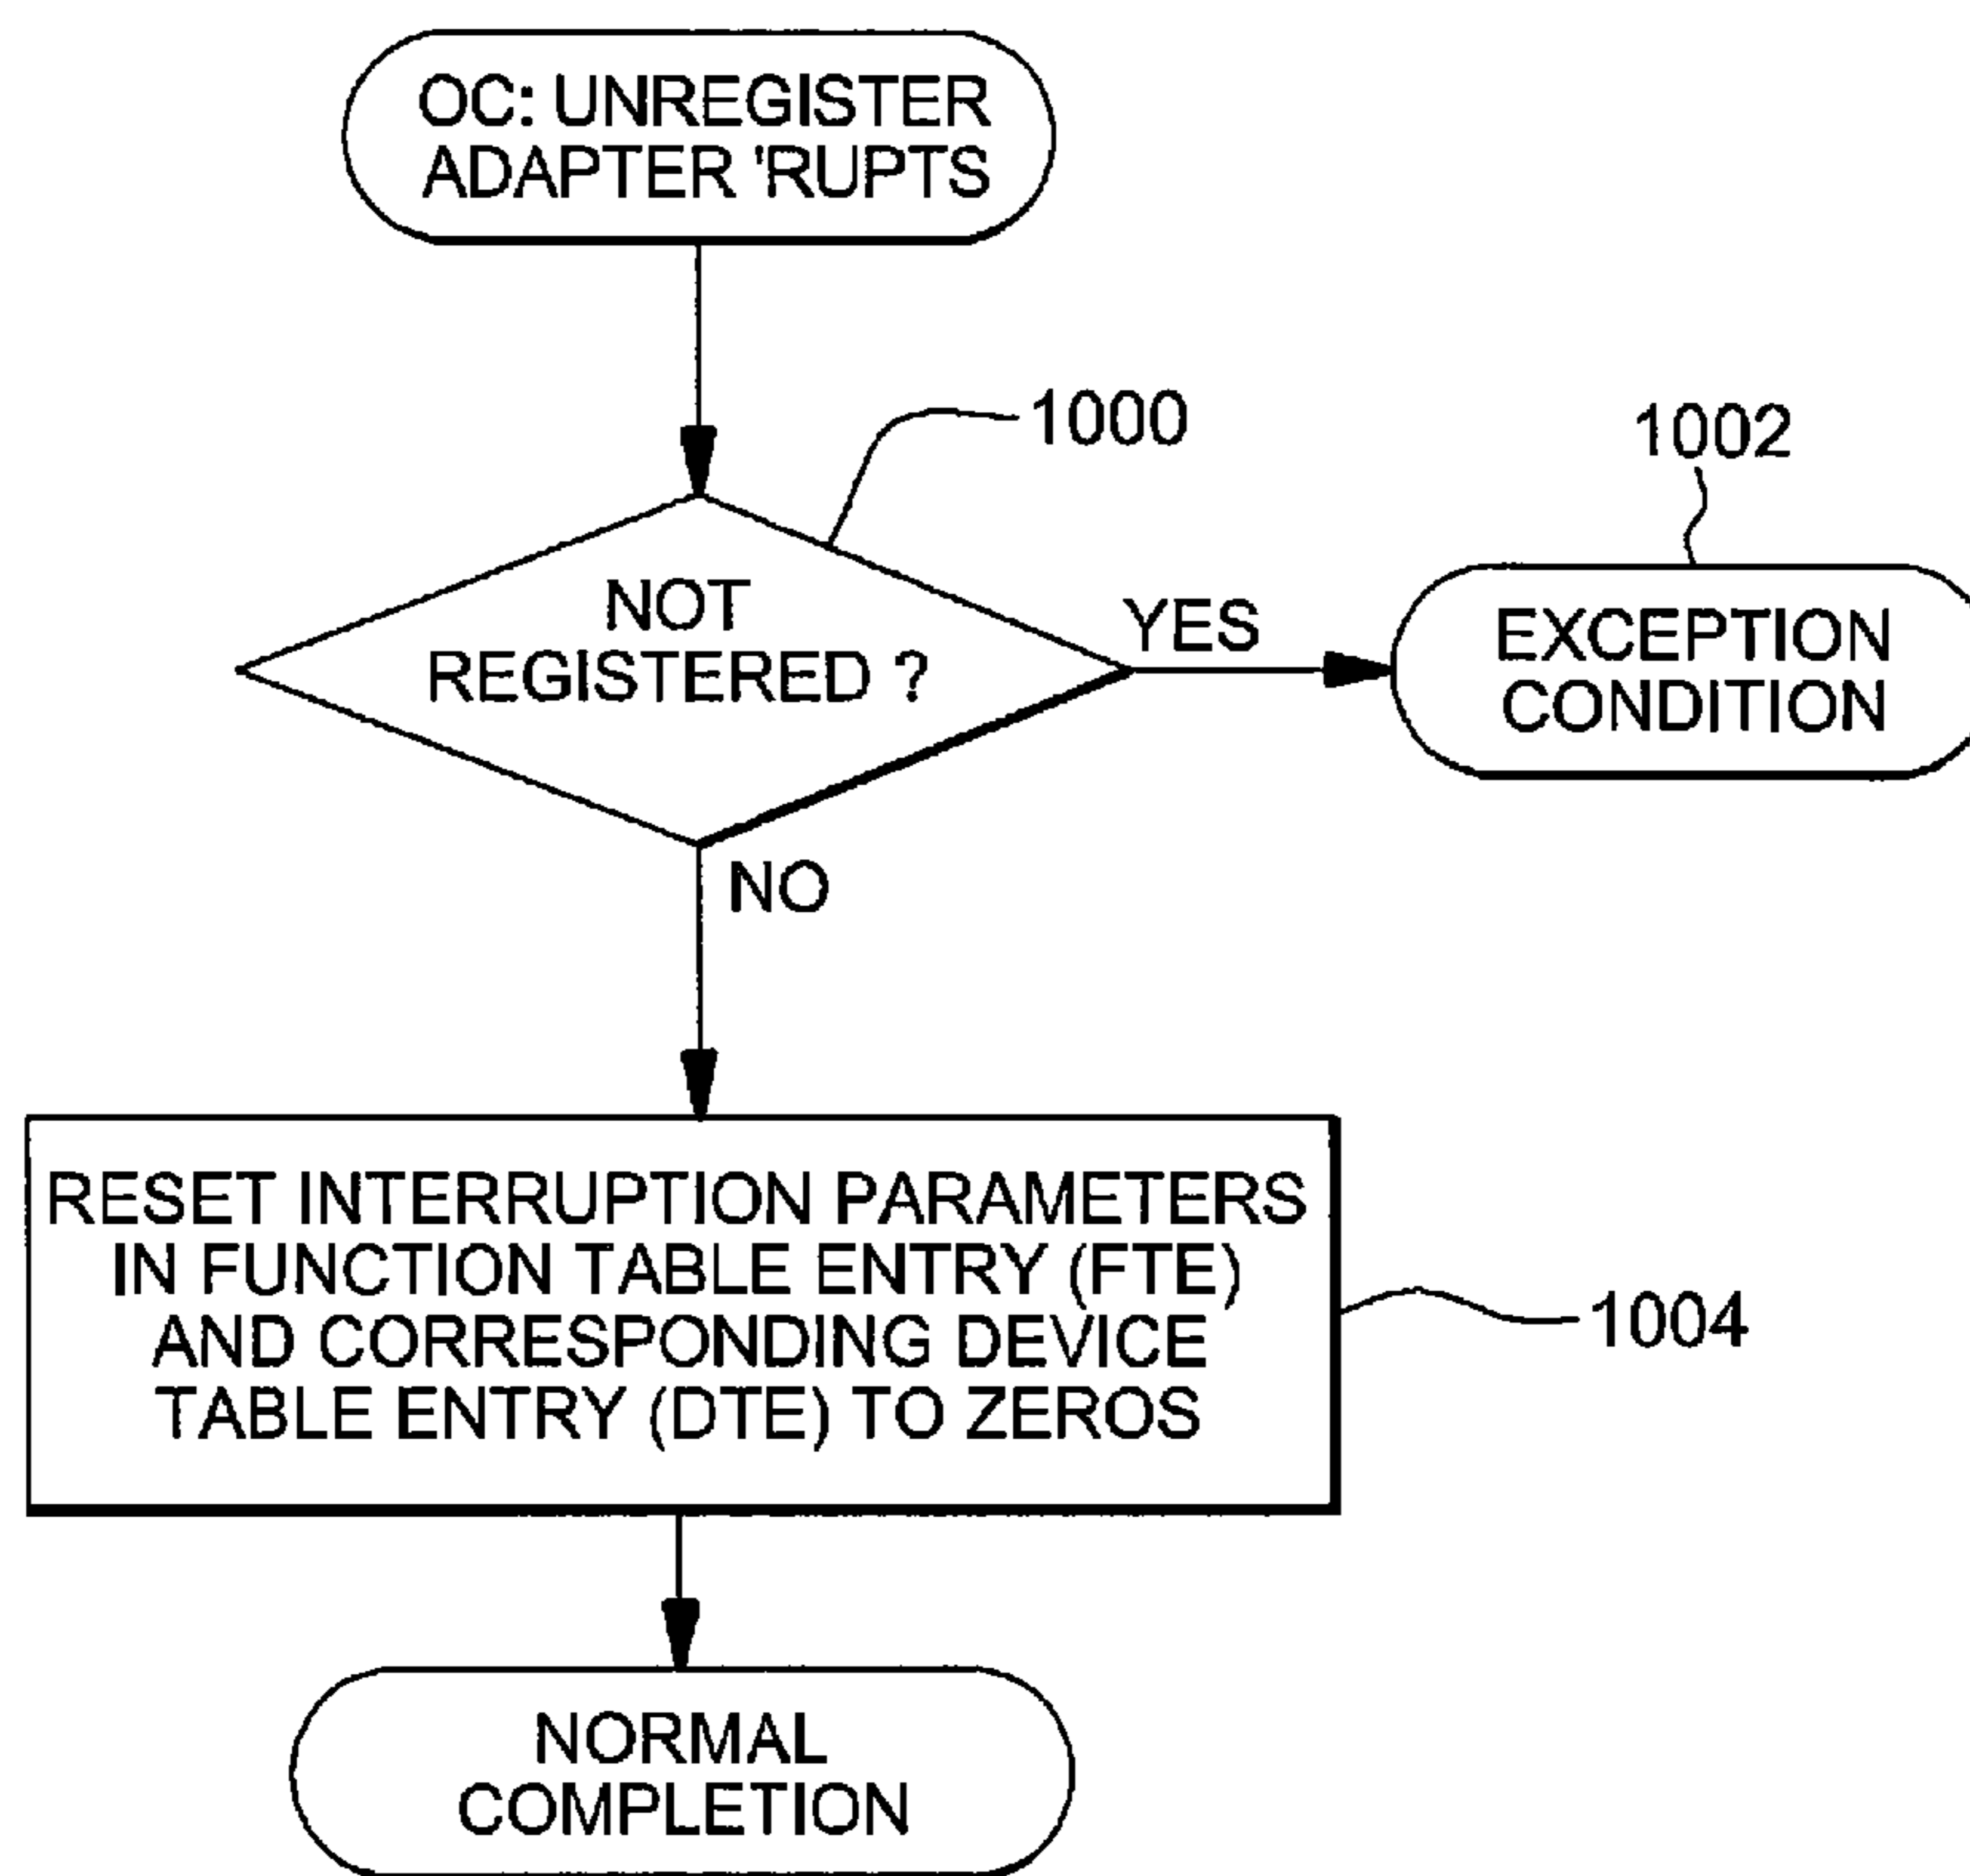 OC: UNREGISTER
ADAPTER 'RUPTS
1000
1002
NOT
REGISTERED ?
YES
EXCEPTION
CONDITION
NO
RESET INTERRUPTION PARAMETERS
IN FUNCTION TABLE ENTRY (FTE)
AND CORRESPONDING DEVICE
TABLE ENTRY (DTE) TO ZEROS
1004
NORMAL
COMPLETION